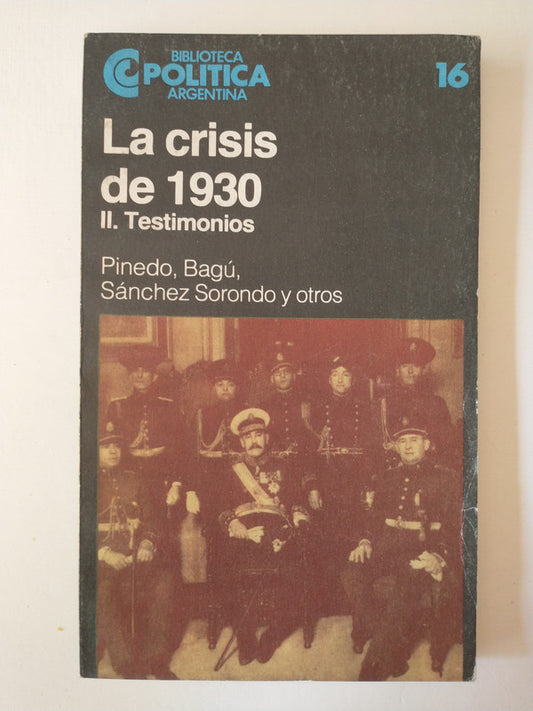 BIBLIOTECA
POLITICA
ARGENTINA
16
La crisis
de 1930
II. Testimonios
Pinedo, Bagú,
Sánchez Sorondo y otros